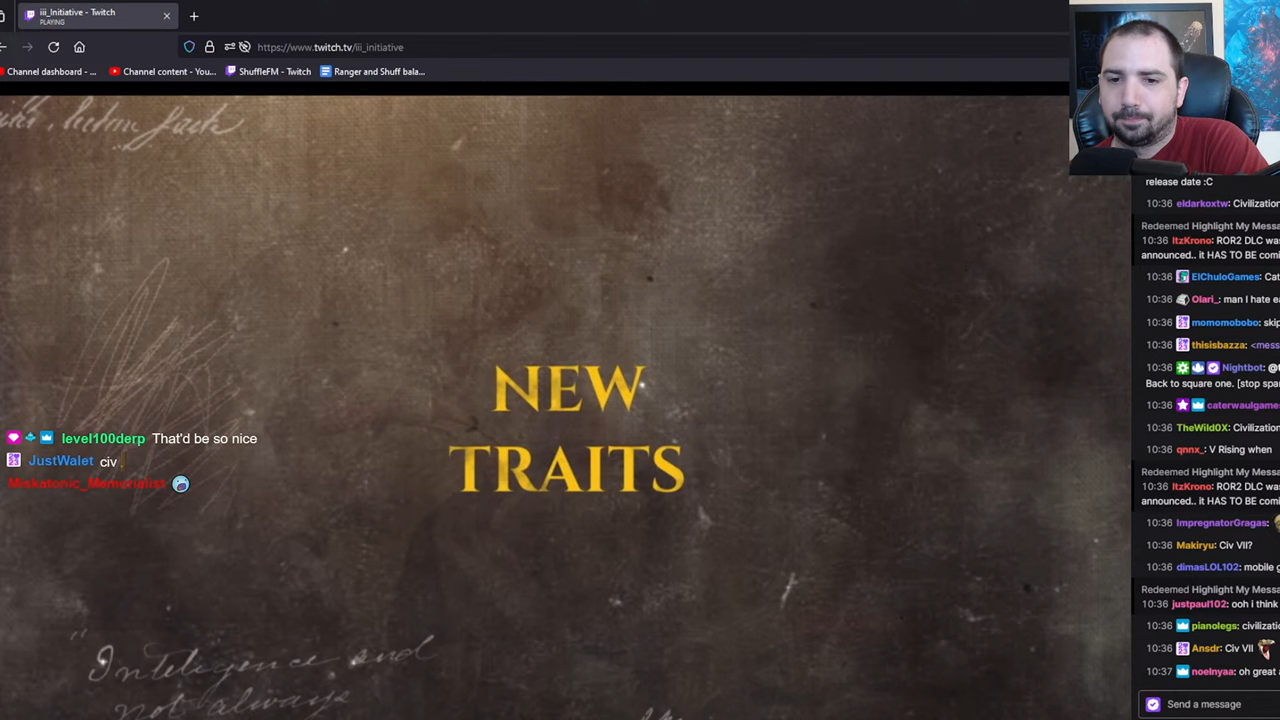 iii_Initiative - Twitch
PLAYING
https://www.twitch.tv/iii_initiative
Channel dashboard - ...
Channel content - You...
ShuffleFM - Twitch
Ranger and Shuff bala...
NEW
TRAITS
level100derp That'd be so nice
JustWalet civ
Miskatonic_Memorialist
Inteligence and
not always
release date :C
10:36 eldarkoxtw: Civilization
Redeemed Highlight My Messa
10:36 ItzKrono: ROR2 DLC was
announced.. it HAS TO BE comi
10:36 ElChuloGames: Cat
10:36 Olari_: man I hate ea
10:36 momomobobo: skip
10:36 thisisbazza: <mess
10:36 Nightbot:
Back to square one. [stop spa
10:36 caterwaulgame
10:36 TheWild0X: Civilization
10:36 qnnx_: V Rising when
Redeemed Highlight My Messa
10:36 ItzKrono: ROR2 DLC was
announced.. it HAS TO BE comi
10:36 ImpregnatorGragas:
10:36 Makiryu: Civ VII?
10:36 dimasLOL102: mobile g
Redeemed Highlight My Messa
10:36 justpaul102: ooh i think
10:36 pianolegs: civilizatio
10:36 Ansdr: Civ VII
10:37 noelnyaa: oh great a
Send a message